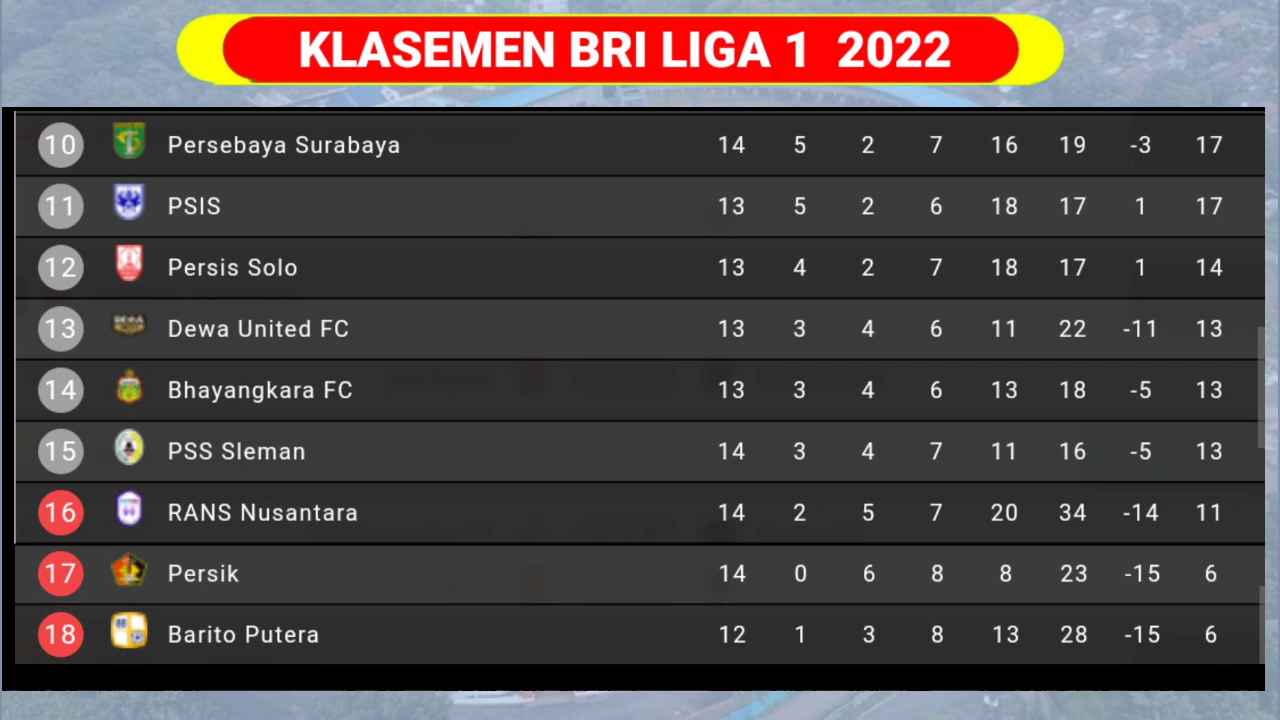 KLASEMEN BRI LIGA 1 2022
10 Persebaya Surabaya 14 5 2 7 16 19 -3 17
11 PSIS 13 5 2 6 18 17 1 17
12 Persis Solo 13 4 2 7 18 17 1 14
13 Dewa United FC 13 3 4 6 11 22 -11 13
14 Bhayangkara FC 13 3 4 6 13 18 -5 13
15 PSS Sleman 14 3 4 7 11 16 -5 13
16 RANS Nusantara 14 2 5 7 20 34 -14 11
17 Persik 14 0 6 8 8 23 -15 6
18 Barito Putera 12 1 3 8 13 28 -15 6